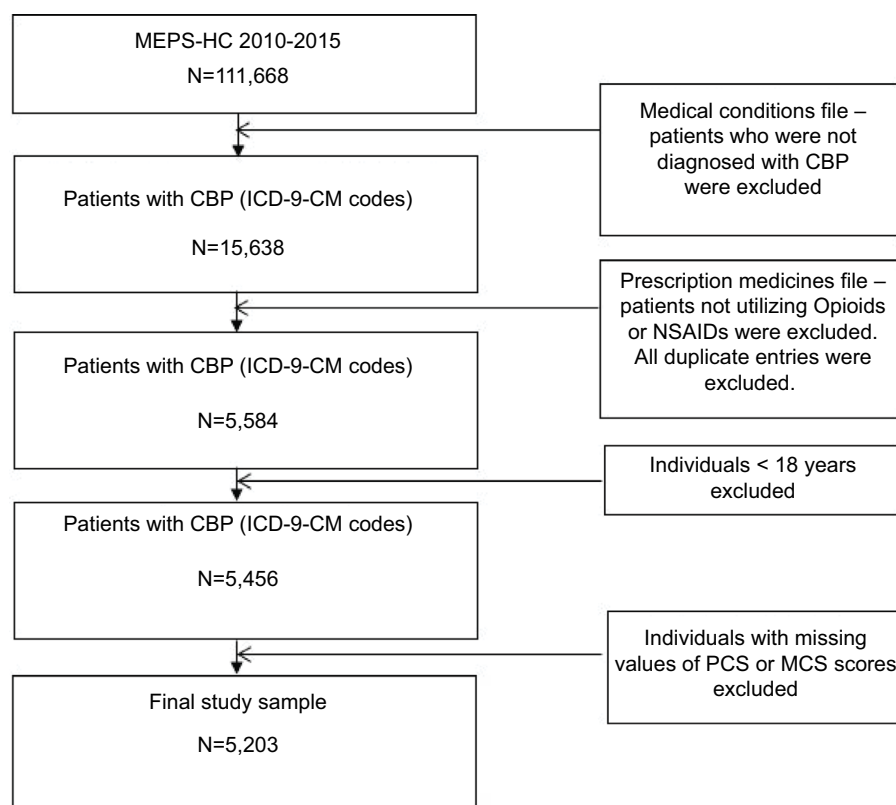 MEPS-HC 2010-2015
N=111,668
Medical conditions file –
patients who were not
diagnosed with CBP
were excluded
Patients with CBP (ICD-9-CM codes)
N=15,638
Prescription medicines file –
patients not utilizing Opioids
or NSAIDs were excluded.
All duplicate entries were
excluded.
Patients with CBP (ICD-9-CM codes)
N=5,584
Individuals < 18 years
excluded
Patients with CBP (ICD-9-CM codes)
N=5,456
Individuals with missing
values of PCS or MCS scores
excluded
Final study sample
N=5,203